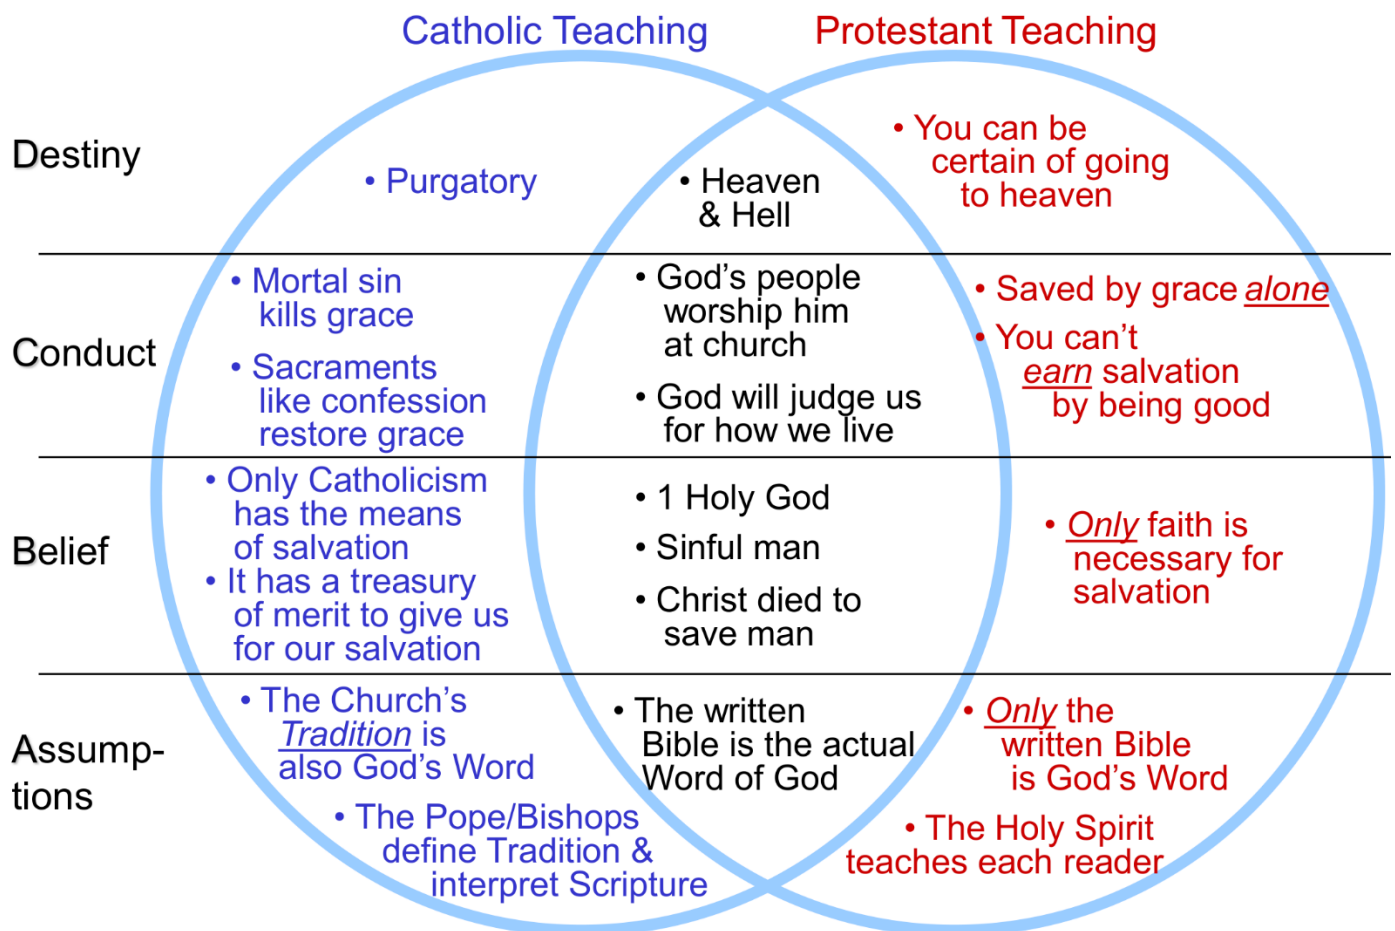 Catholic Teaching
Protestant Teaching
Destiny
• Purgatory
• Heaven
& Hell
• You can be
certain of going
to heaven
Conduct
• Mortal sin
kills grace
• Sacraments
like confession
restore grace
• God's people
worship him
at church
• God will judge us
for how we live
• Saved by grace alone
• You can't
earn salvation
by being good
Belief
• Only Catholicism
has the means
of salvation
• It has a treasury
of merit to give us
for our salvation
• 1 Holy God
• Sinful man
• Christ died to
save man
• Only faith is
necessary for
salvation
Assump-
tions
• The Church's
Tradition is
also God's Word
• The Pope/Bishops
define Tradition &
interpret Scripture
• The written
Bible is the actual
Word of God
• Only the
written Bible
is God's Word
• The Holy Spirit
teaches each reader